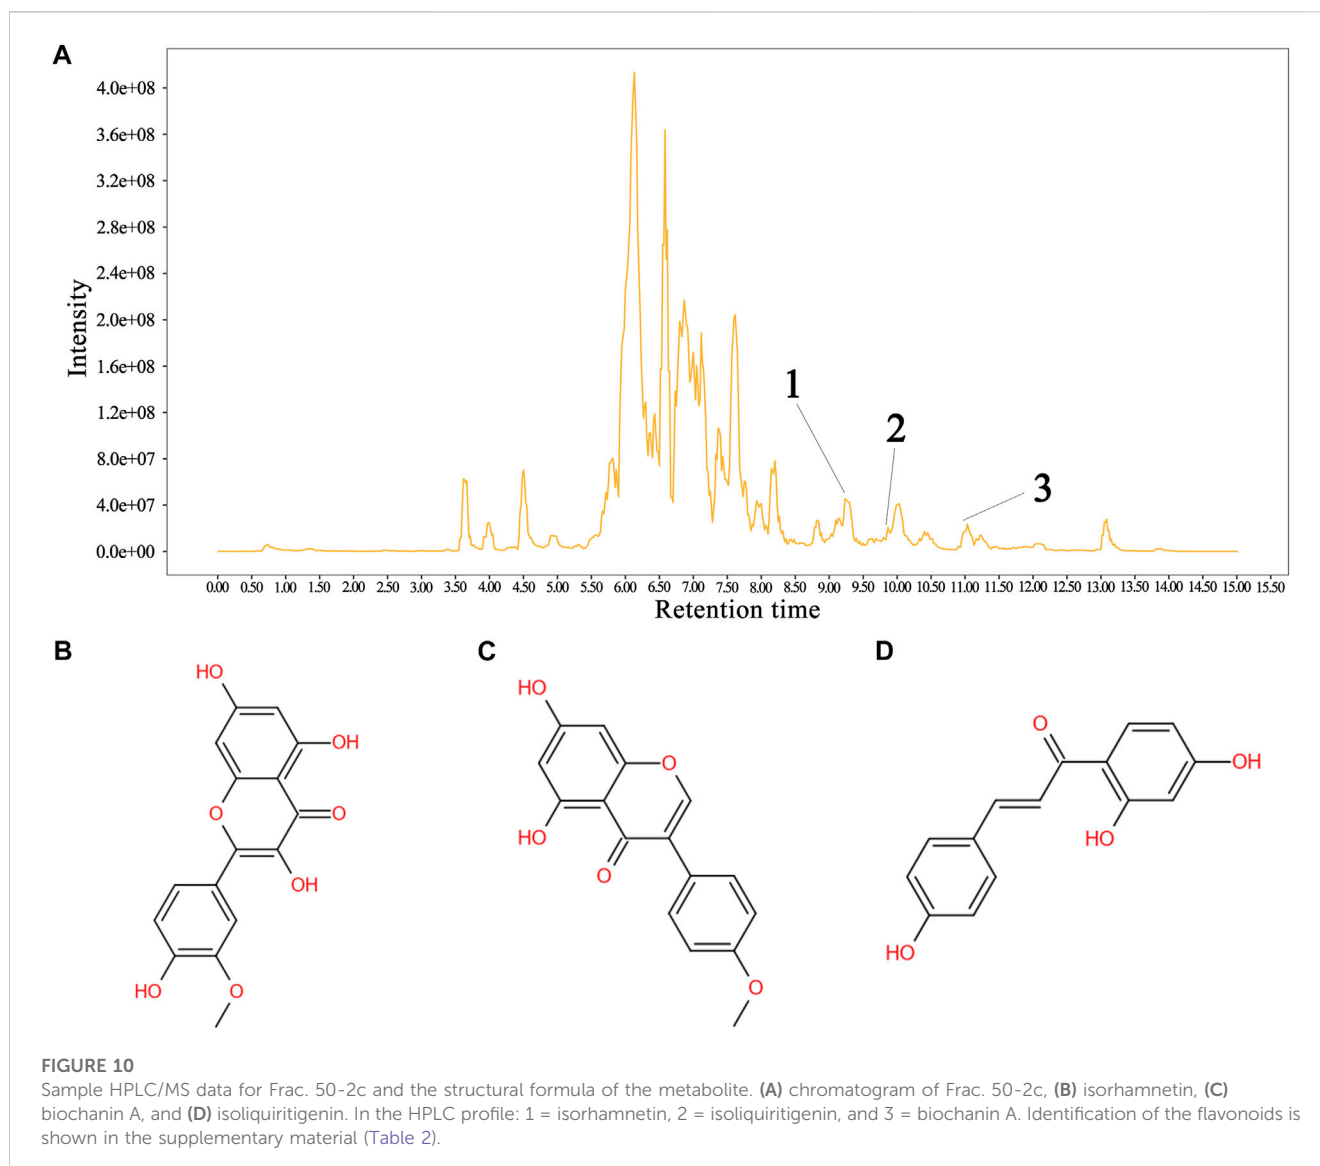 A
4.0e+08
3.6e+08
3.2e+08
2.8e+08
2.4e+08
2.0e+08
1.6e+08
1.2e+08
8.0e+07
4.0e+07
0.0e+00
Intensity
1
2
3
0.00 0.50 1.00 1.50 2.00 2.50 3.00 3.50 4.00 4.50 5.00 5.50 6.00 6.50 7.00 7.50 8.00 8.50 9.00 9.50 10.00 10.50 11.00 11.50 12.00 12.50 13.00 13.50 14.00 14.50 15.00 15.50
Retention time
B
HO
OH
O
O
OH
HO
O
C
HO
O
HO
O
O
D
O
OH
HO
HO
FIGURE 10
Sample HPLC/MS data for Frac. 50-2c and the structural formula of the metabolite. (A) chromatogram of Frac. 50-2c, (B) isorhamnetin, (C)
biochanin A, and (D) isoliquiritigenin. In the HPLC profile: 1 = isorhamnetin, 2 = isoliquiritigenin, and 3 = biochanin A. Identification of the flavonoids is
shown in the supplementary material (Table 2).